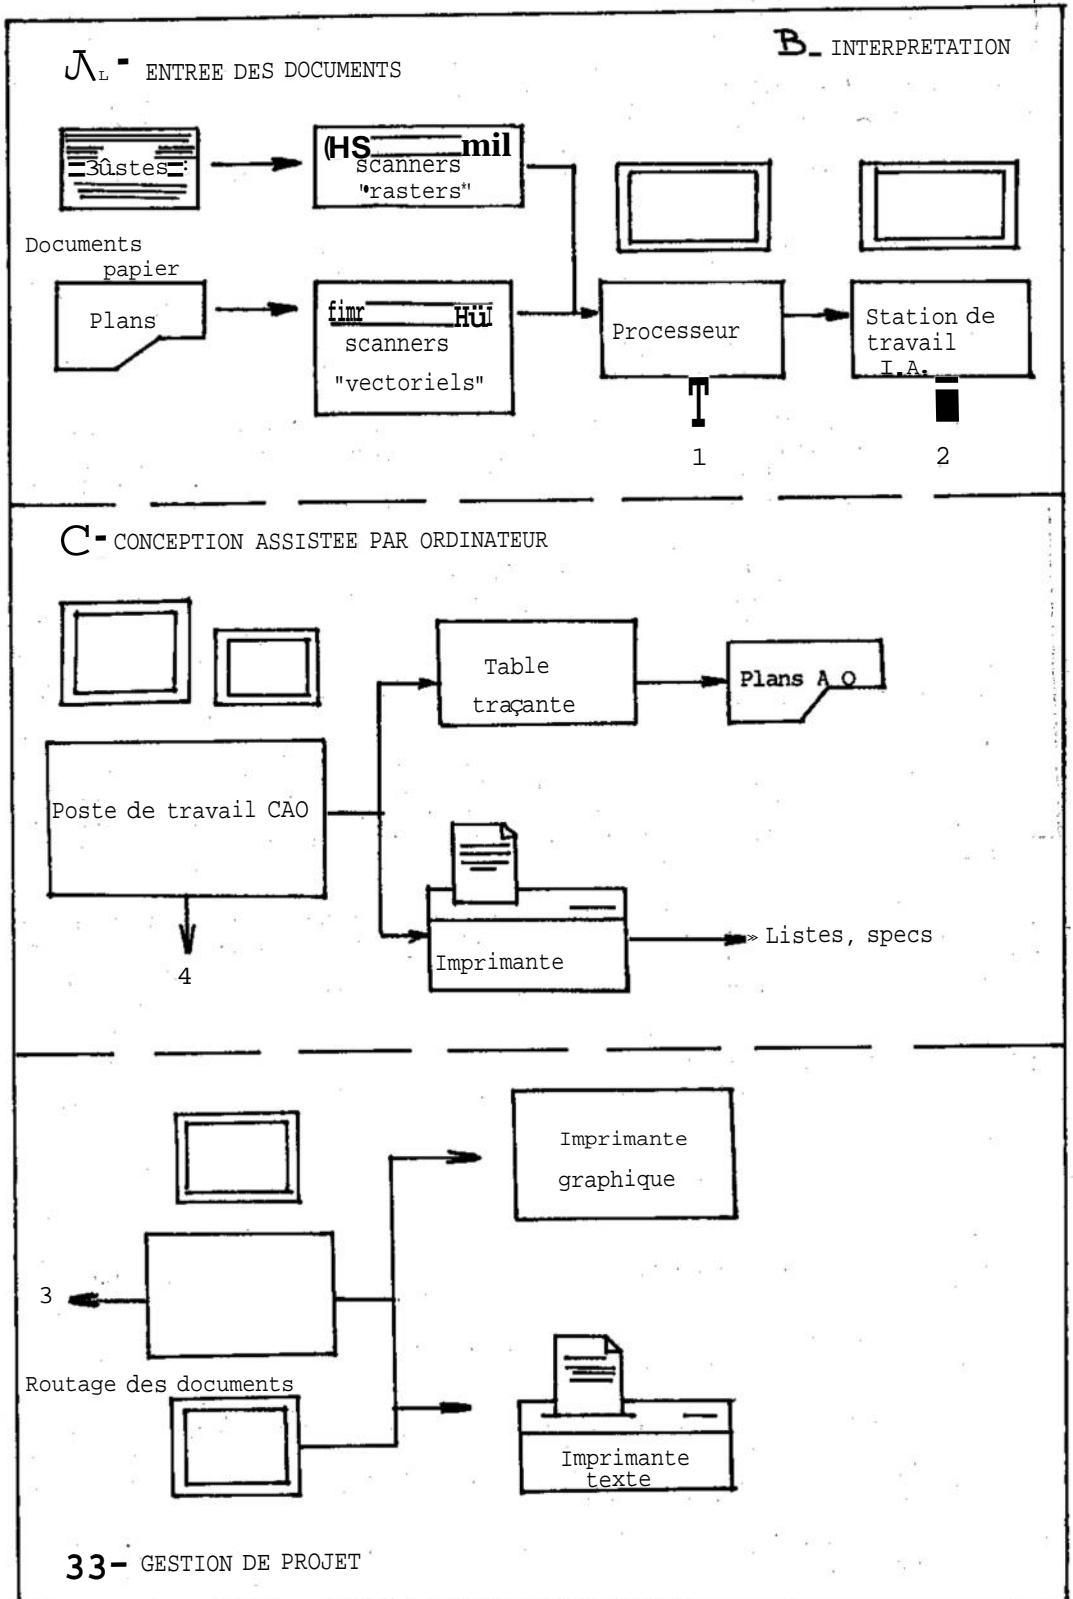 B- INTERPRETATION
ENTREE DES DOCUMENTS
scanners
"rasters"
Documents
papier
Plans
scanners
"vectoriels"
Processeur
Station de
travail
I.A.
1
2
C- CONCEPTION ASSISTEE PAR ORDINATEUR
Table
traçante
Plans A O
Poste de travail CAO
Imprimante
Listes, specs
4
Imprimante
graphique
3
Routage des documents
Imprimante
texte
33- GESTION DE PROJET